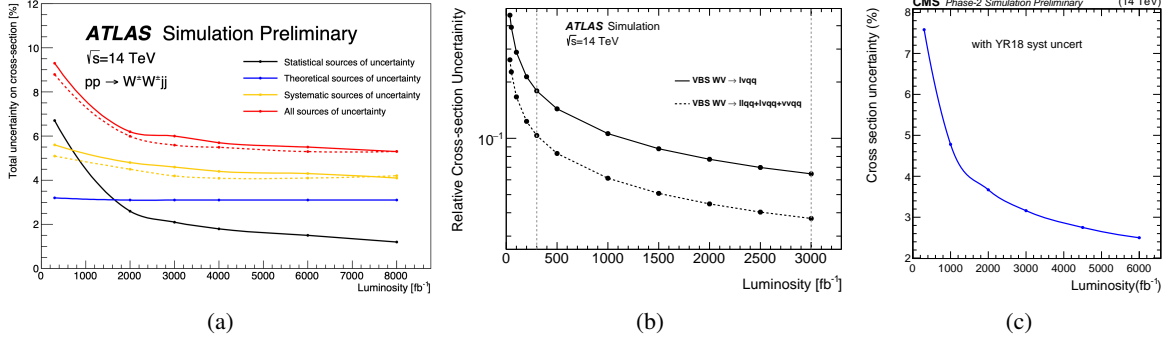 Total uncertainty on cross-section [%]
12
10
8
6
4
2
0
ATLAS Simulation Preliminary
√s=14 TeV
pp → W±W±jj
Statistical sources of uncertainty
Theoretical sources of uncertainty
Systematic sources of uncertainty
All sources of uncertainty
0 1000 2000 3000 4000 5000 6000 7000 8000
Luminosity [fb⁻¹]
(a)
Relative Cross-section Uncertainty
10⁻¹
ATLAS Simulation
√s=14 TeV
VBS WV → lνqq
VBS WV → llqq+lνqq+ννqq
0 500 1000 1500 2000 2500 3000
Luminosity [fb⁻¹]
(b)
CMS Phase-2 Simulation Preliminary (14 TeV)
Cross section uncertainty (%)
12
11
10
9
8
7
6
5
4
3
2
with YR18 syst uncert
0 1000 2000 3000 4000 5000 6000
Luminosity(fb⁻¹)
(c)